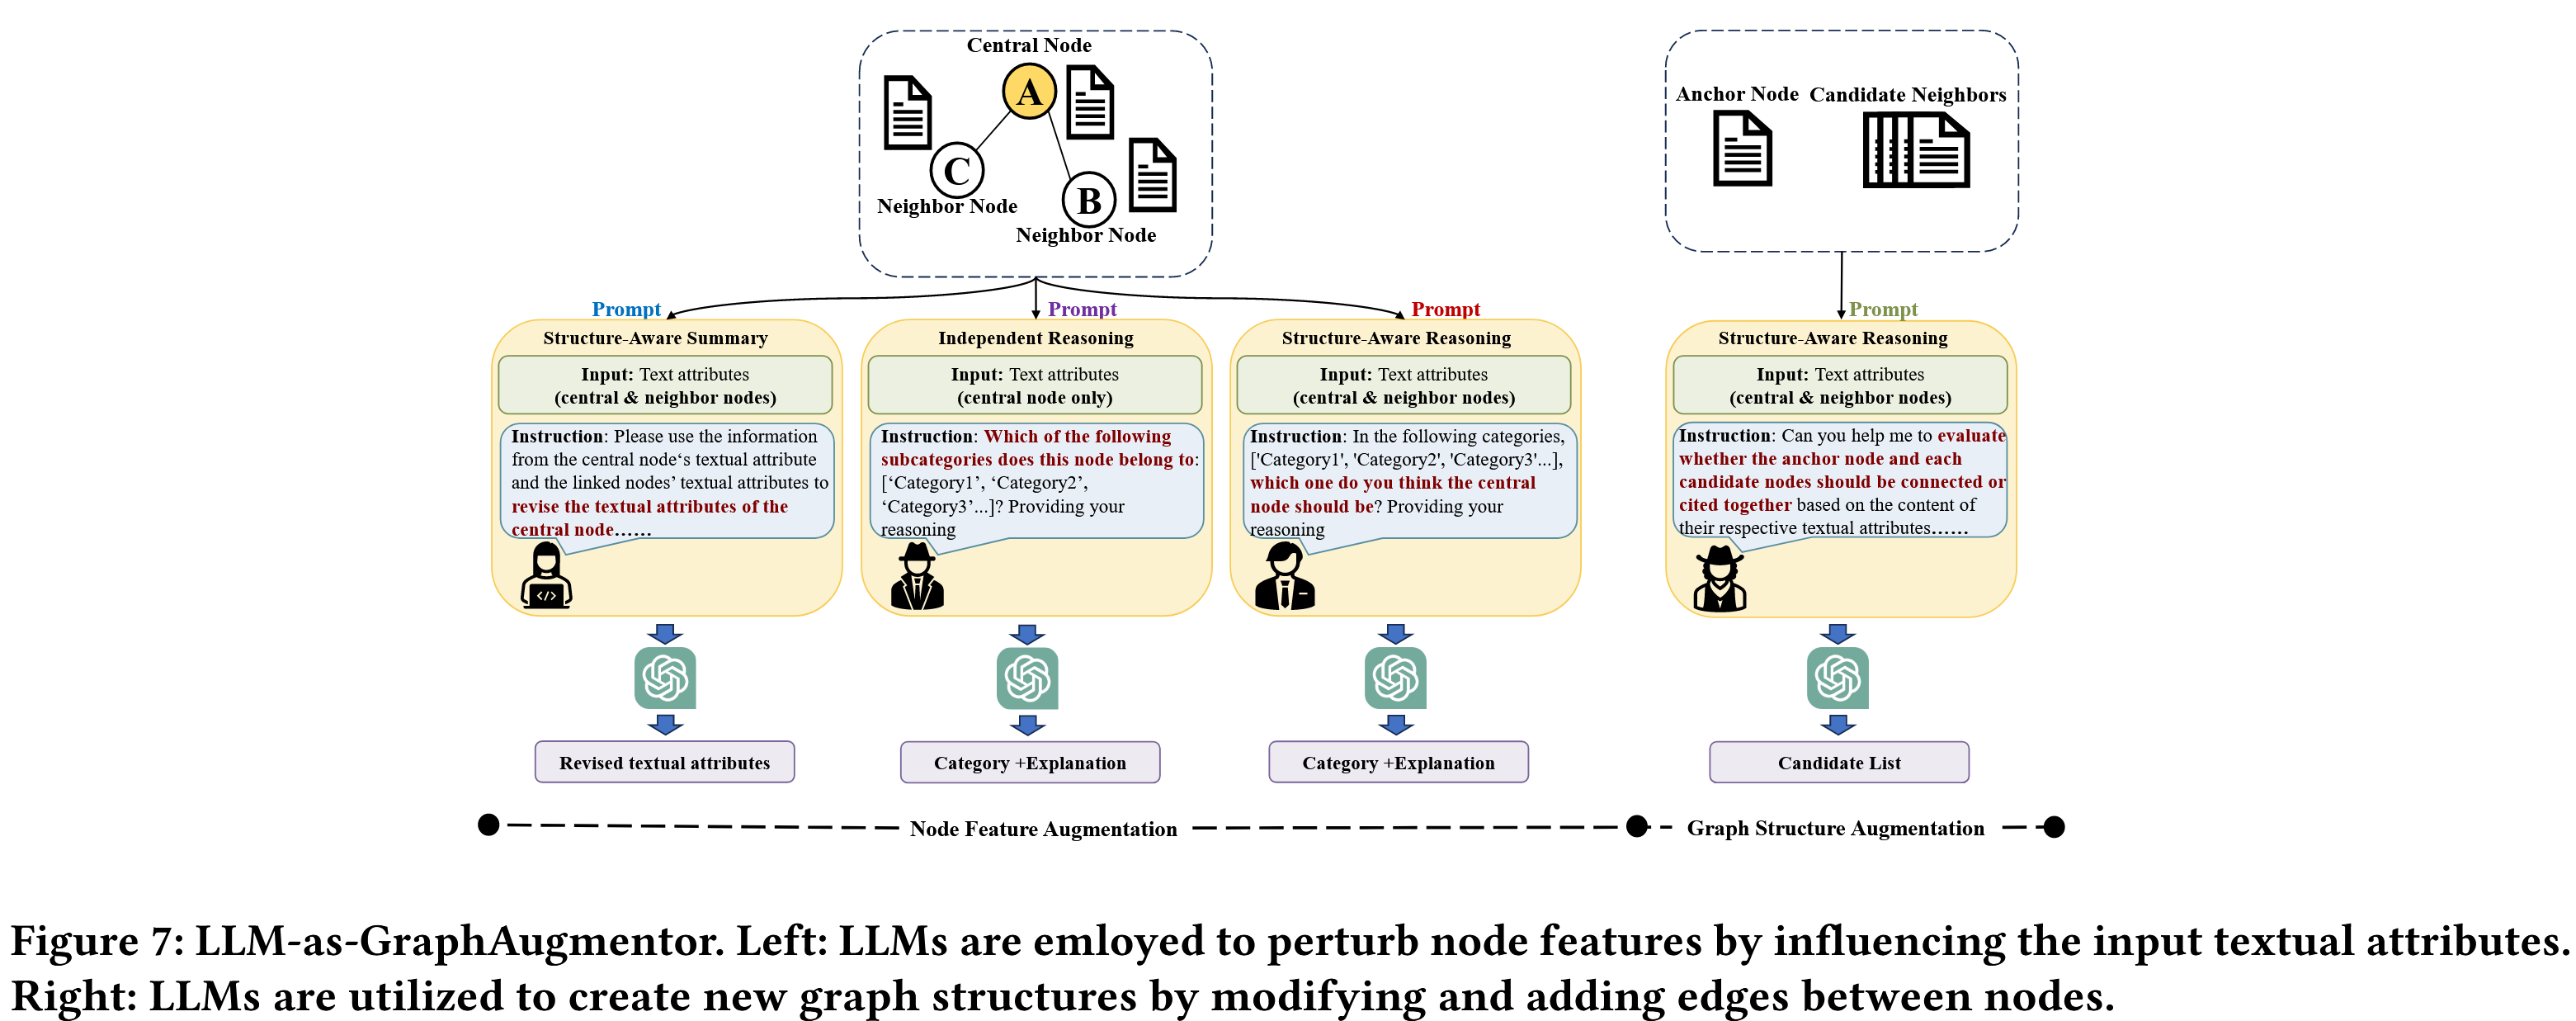 Central Node
A
C
Neighbor Node
B
Neighbor Node
Anchor Node
Candidate Neighbors
Prompt
Structure-Aware Summary
Input: Text attributes
(central & neighbor nodes)
Instruction: Please use the information
from the central node‘s textual attribute
and the linked nodes’ textual attributes to
revise the textual attributes of the
central node……
</>
Revised textual attributes
Prompt
Independent Reasoning
Input: Text attributes
(central node only)
Instruction: Which of the following
subcategories does this node belong to:
[‘Category1’, ‘Category2’,
‘Category3’...]? Providing your
reasoning
Category +Explanation
Prompt
Structure-Aware Reasoning
Input: Text attributes
(central & neighbor nodes)
Instruction: In the following categories,
['Category1', 'Category2', 'Category3'...],
which one do you think the central
node should be? Providing your
reasoning
Category +Explanation
Prompt
Structure-Aware Reasoning
Input: Text attributes
(central & neighbor nodes)
Instruction: Can you help me to evaluate
whether the anchor node and each
candidate nodes should be connected or
cited together based on the content of
their respective textual attributes……
Candidate List
Node Feature Augmentation
Graph Structure Augmentation
Figure 7: LLM-as-GraphAugmentor. Left: LLMs are emloyed to perturb node features by influencing the input textual attributes.
Right: LLMs are utilized to create new graph structures by modifying and adding edges between nodes.